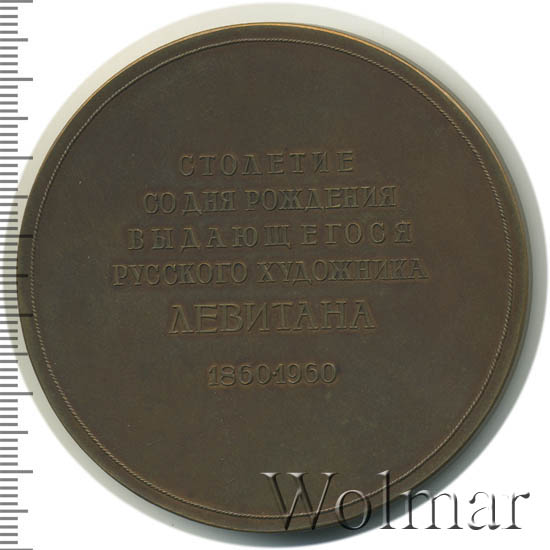 СТОЛЕТИЕ
СО ДНЯ РОЖДЕНИЯ
ВЫДАЮЩЕГОСЯ
РУССКОГО ХУДОЖНИКА
ЛЕВИТАНА
1860·1960
Wolmar